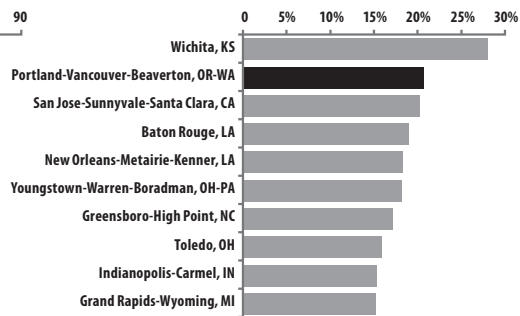 90
0 5% 10% 15% 20% 25% 30%
Wichita, KS
Portland-Vancouver-Beaverton, OR-WA
San Jose-Sunnyvale-Santa Clara, CA
Baton Rouge, LA
New Orleans-Metairie-Kenner, LA
Youngstown-Warren-Boradman, OH-PA
Greensboro-High Point, NC
Toledo, OH
Indianopolis-Carmel, IN
Grand Rapids-Wyoming, MI